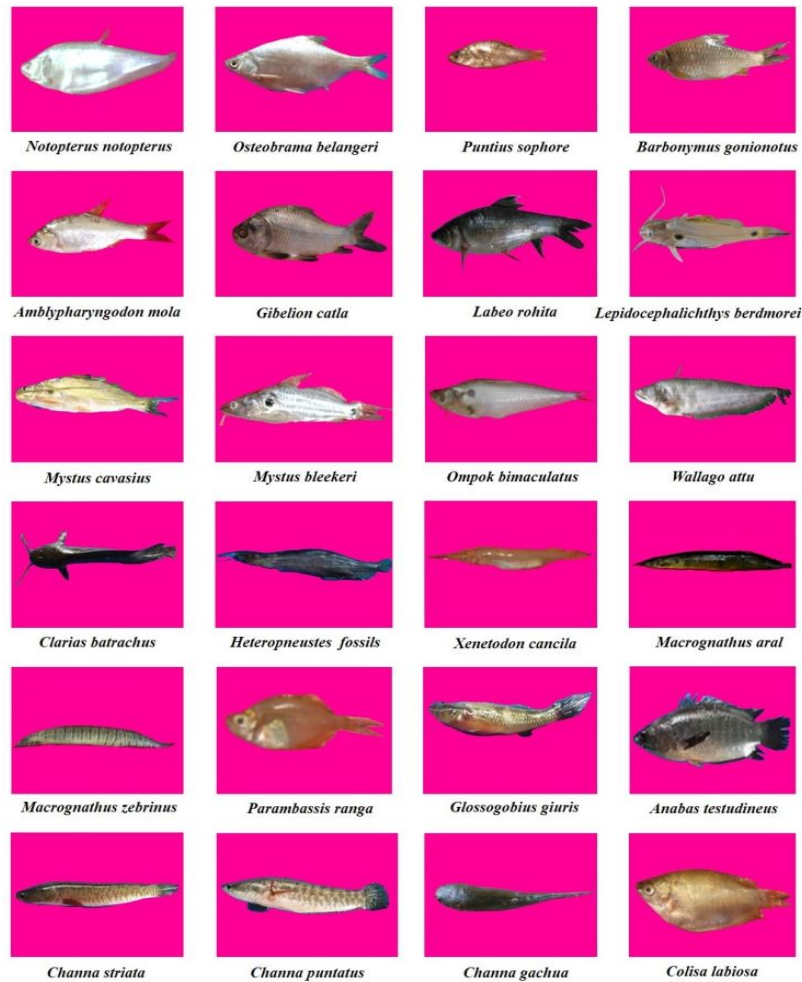 Notopterus notopterus
Osteobrama belangeri
Puntius sophore
Barbonymus gonionotus
Amblypharyngodon mola
Gibelion catla
Labeo rohita
Lepidocephalichthys berdmorei
Mystus cavasius
Mystus bleekeri
Ompok bimaculatus
Wallago attu
Clarias batrachus
Heteropneustes fossils
Xenetodon cancila
Macrognathus aral
Macrognathus zebrinus
Parambassis ranga
Glossogobius giuris
Anabas testudineus
Channa striata
Channa puntatus
Channa gachua
Colisa labiosa